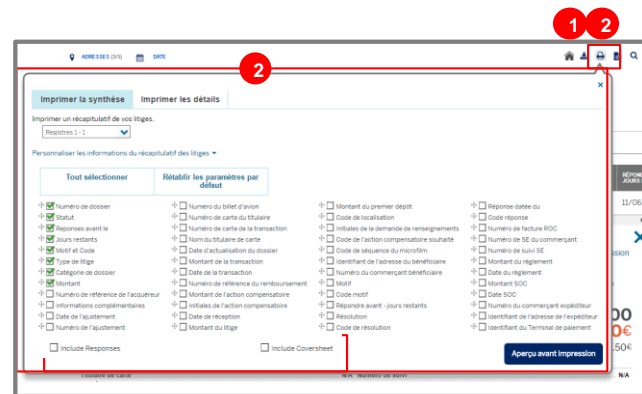 1 2
ADRESSES (3/3) DATE
2
×
Imprimer la synthèse Imprimer les détails
Imprimer un récapitulatif de vos litiges.
Registres 1 - 1
Personnaliser les informations du récapitulatif des litiges
Tout sélectionner Rétablir les paramètres par
défaut
RÉPON
JOURS
11/06
Numéro de dossier Numéro du billet d'avion Montant du premier dépôt Réponse datée du
Statut Numéro de carte du titulaire Code de localisation Code réponse
Reponses avant le Numéro de carte de la transaction Initiales de la demande de renseignements Numéro de facture ROC
Jours restants Nom du titulaire de carte Code de l'action compensatoire souhaité Numéro de SE du commerçant
Motif et Code Date d'actualisation du dossier Code de séquence du microfilm Numéro de suivi SE
Type de litige Montant de la transaction Identifiant de l'adresse du bénéficiaire Montant du règlement
Catégorie de dossier Date de la transaction Numéro du commerçant bénéficiaire Date du règlement
Montant Numéro de référence du remboursement Motif Montant SOC
Numéro de référence de l'acquéreur Montant de l'action compensatoire Code motif Date SOC
Informations complémentaires Initiales de l'action compensatoire Répondre avant - jours restants Numéro du commerçant expéditeur
Date de l'ajustement Date de réception Résolution Identifiant de l'adresse de l'expéditeur
Numéro de l'ajustement Montant du litige Code de résolution Identifiant du Terminal de paiement
sion
00
0€
50€
Include Responses Include Coversheet Aperçu avant impression
Titulaire de carte N/A Numéro de suivi N/A